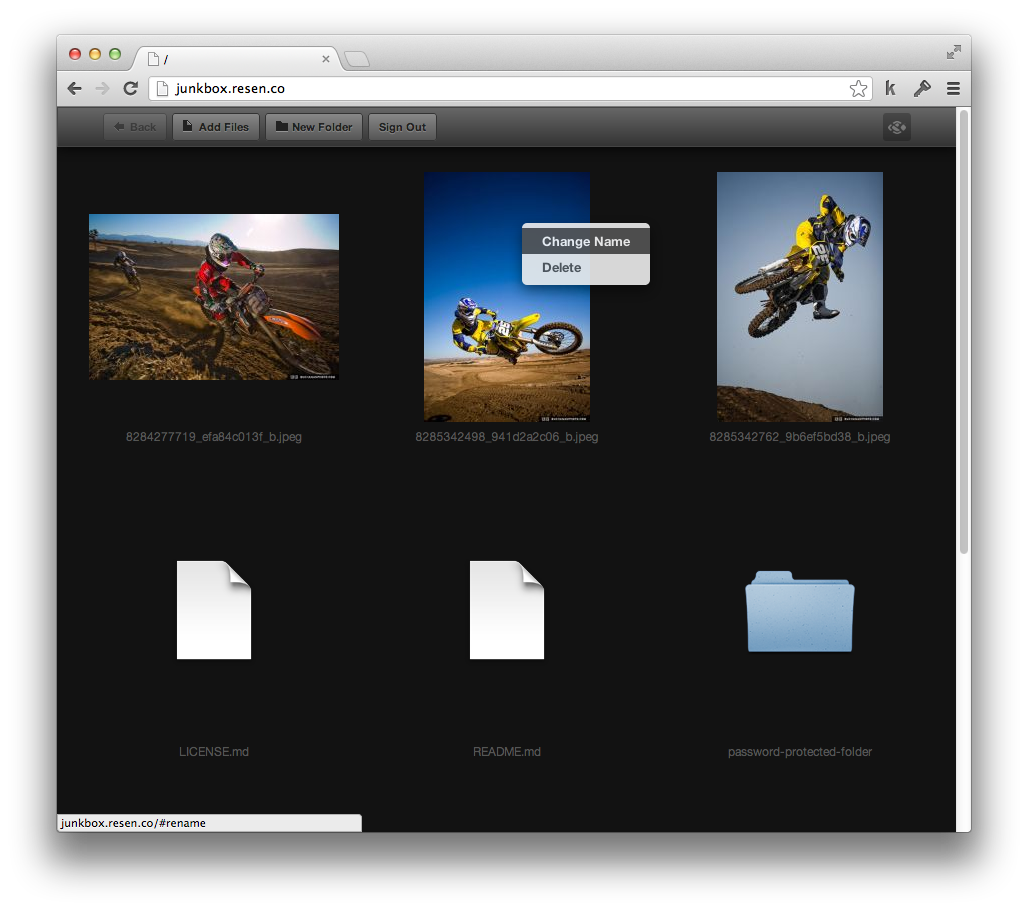 /
junkbox.resen.co
Back
Add Files
New Folder
Sign Out
Change Name
Delete
8284277719_efa84c013f_b.jpeg
8285342498_941d2a2c06_b.jpeg
8285342762_9b6ef5bd38_b.jpeg
LICENSE.md
README.md
password-protected-folder
junkbox.resen.co/#rename